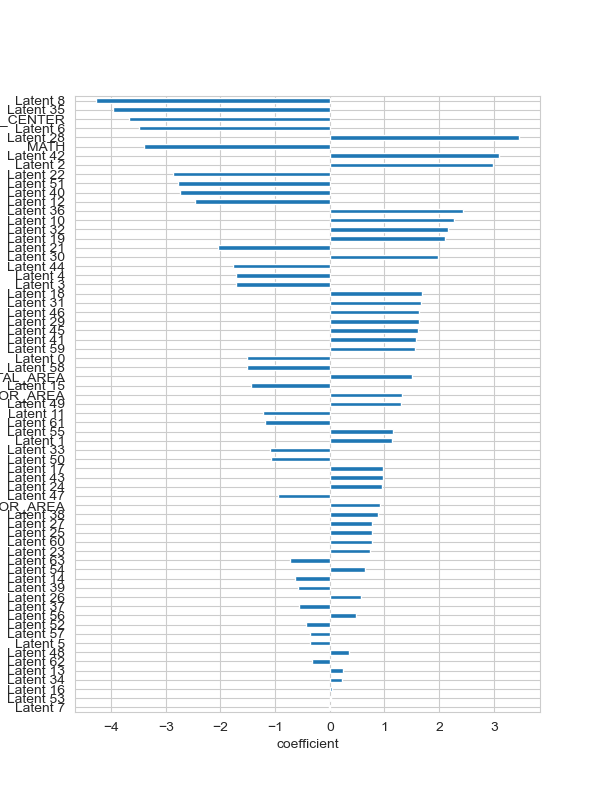 Latent 8
Latent 35
_CENTER
Latent 6
Latent 28
MATH
Latent 42
Latent 2
Latent 22
Latent 51
Latent 40
Latent 12
Latent 36
Latent 10
Latent 32
Latent 19
Latent 21
Latent 30
Latent 44
Latent 4
Latent 3
Latent 18
Latent 31
Latent 46
Latent 29
Latent 45
Latent 41
Latent 59
Latent 0
Latent 58
TAL_AREA
Latent 15
OR_AREA
Latent 49
Latent 11
Latent 61
Latent 55
Latent 1
Latent 33
Latent 50
Latent 17
Latent 43
Latent 24
Latent 47
OR_AREA
Latent 38
Latent 27
Latent 25
Latent 60
Latent 23
Latent 63
Latent 54
Latent 14
Latent 39
Latent 26
Latent 37
Latent 56
Latent 52
Latent 57
Latent 5
Latent 48
Latent 62
Latent 13
Latent 34
Latent 16
Latent 53
Latent 7
−4 −3 −2 −1 0 1 2 3
coefficient